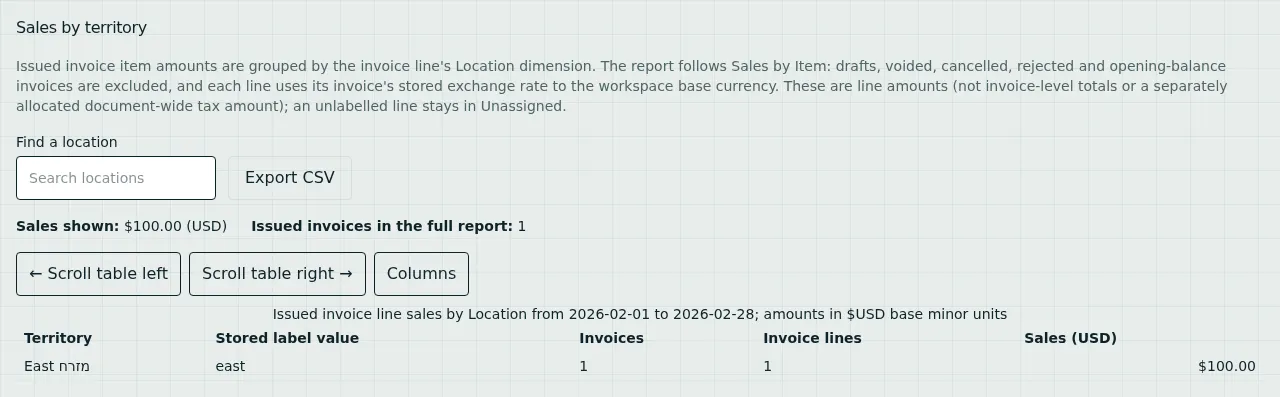 Sales by territory
Issued invoice item amounts are grouped by the invoice line's Location dimension. The report follows Sales by Item: drafts, voided, cancelled, rejected and opening-balance
invoices are excluded, and each line uses its invoice's stored exchange rate to the workspace base currency. These are line amounts (not invoice-level totals or a separately
allocated document-wide tax amount); an unlabelled line stays in Unassigned.
Find a location
Search locations Export CSV
Sales shown: $100.00 (USD) Issued invoices in the full report: 1
← Scroll table left Scroll table right → Columns
Issued invoice line sales by Location from 2026-02-01 to 2026-02-28; amounts in $USD base minor units
Territory Stored label value Invoices Invoice lines Sales (USD)
East מזרח east 1 1 $100.00